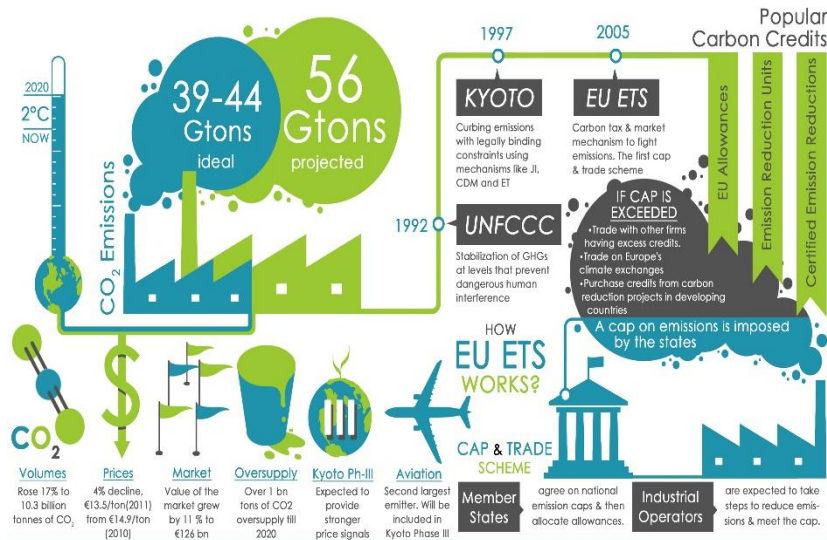 2020
2°C
NOW
CO₂ Emissions
39-44
Gtons
ideal
56
Gtons
projected
1997
KYOTO
Curbing emissions
with legally binding
constraints using
mechanisms like JI,
CDM and ET
2005
EU ETS
Carbon tax & market
mechanism to fight
emissions. The first cap
& trade scheme
1992
UNFCCC
Stabilization of GHGs
at levels that prevent
dangerous human
interference
Popular
Carbon Credits
EU Allowances
Emission Reduction Units
Certified Emission Reductions
IF CAP IS
EXCEEDED
•Trade with other firms
having excess credits.
•Trade on Europe's
climate exchanges
•Purchase credits from carbon
reduction projects in developing
countries
A cap on emissions is imposed
by the states
HOW
EU ETS
WORKS?
CAP & TRADE
SCHEME
Member
States
agree on national
emission caps & then
allocate allowances.
Industrial
Operators
are expected to take
steps to reduce emis-
sions & meet the cap.
CO₂
Volumes
Rose 17% to
10.3 billion
tonnes of CO₂
$
Prices
4% decline,
€13.5/ton(2011)
from €14.9/ton
(2010)
Market
Value of the
market grew
by 11 % to
€126 bn
Oversupply
Over 1 bn
tons of CO2
oversupply till
2020
III
Kyoto Ph-III
Expected to
provide
stronger
price signals
Aviation
Second largest
emitter. Will be
included in
Kyoto Phase III